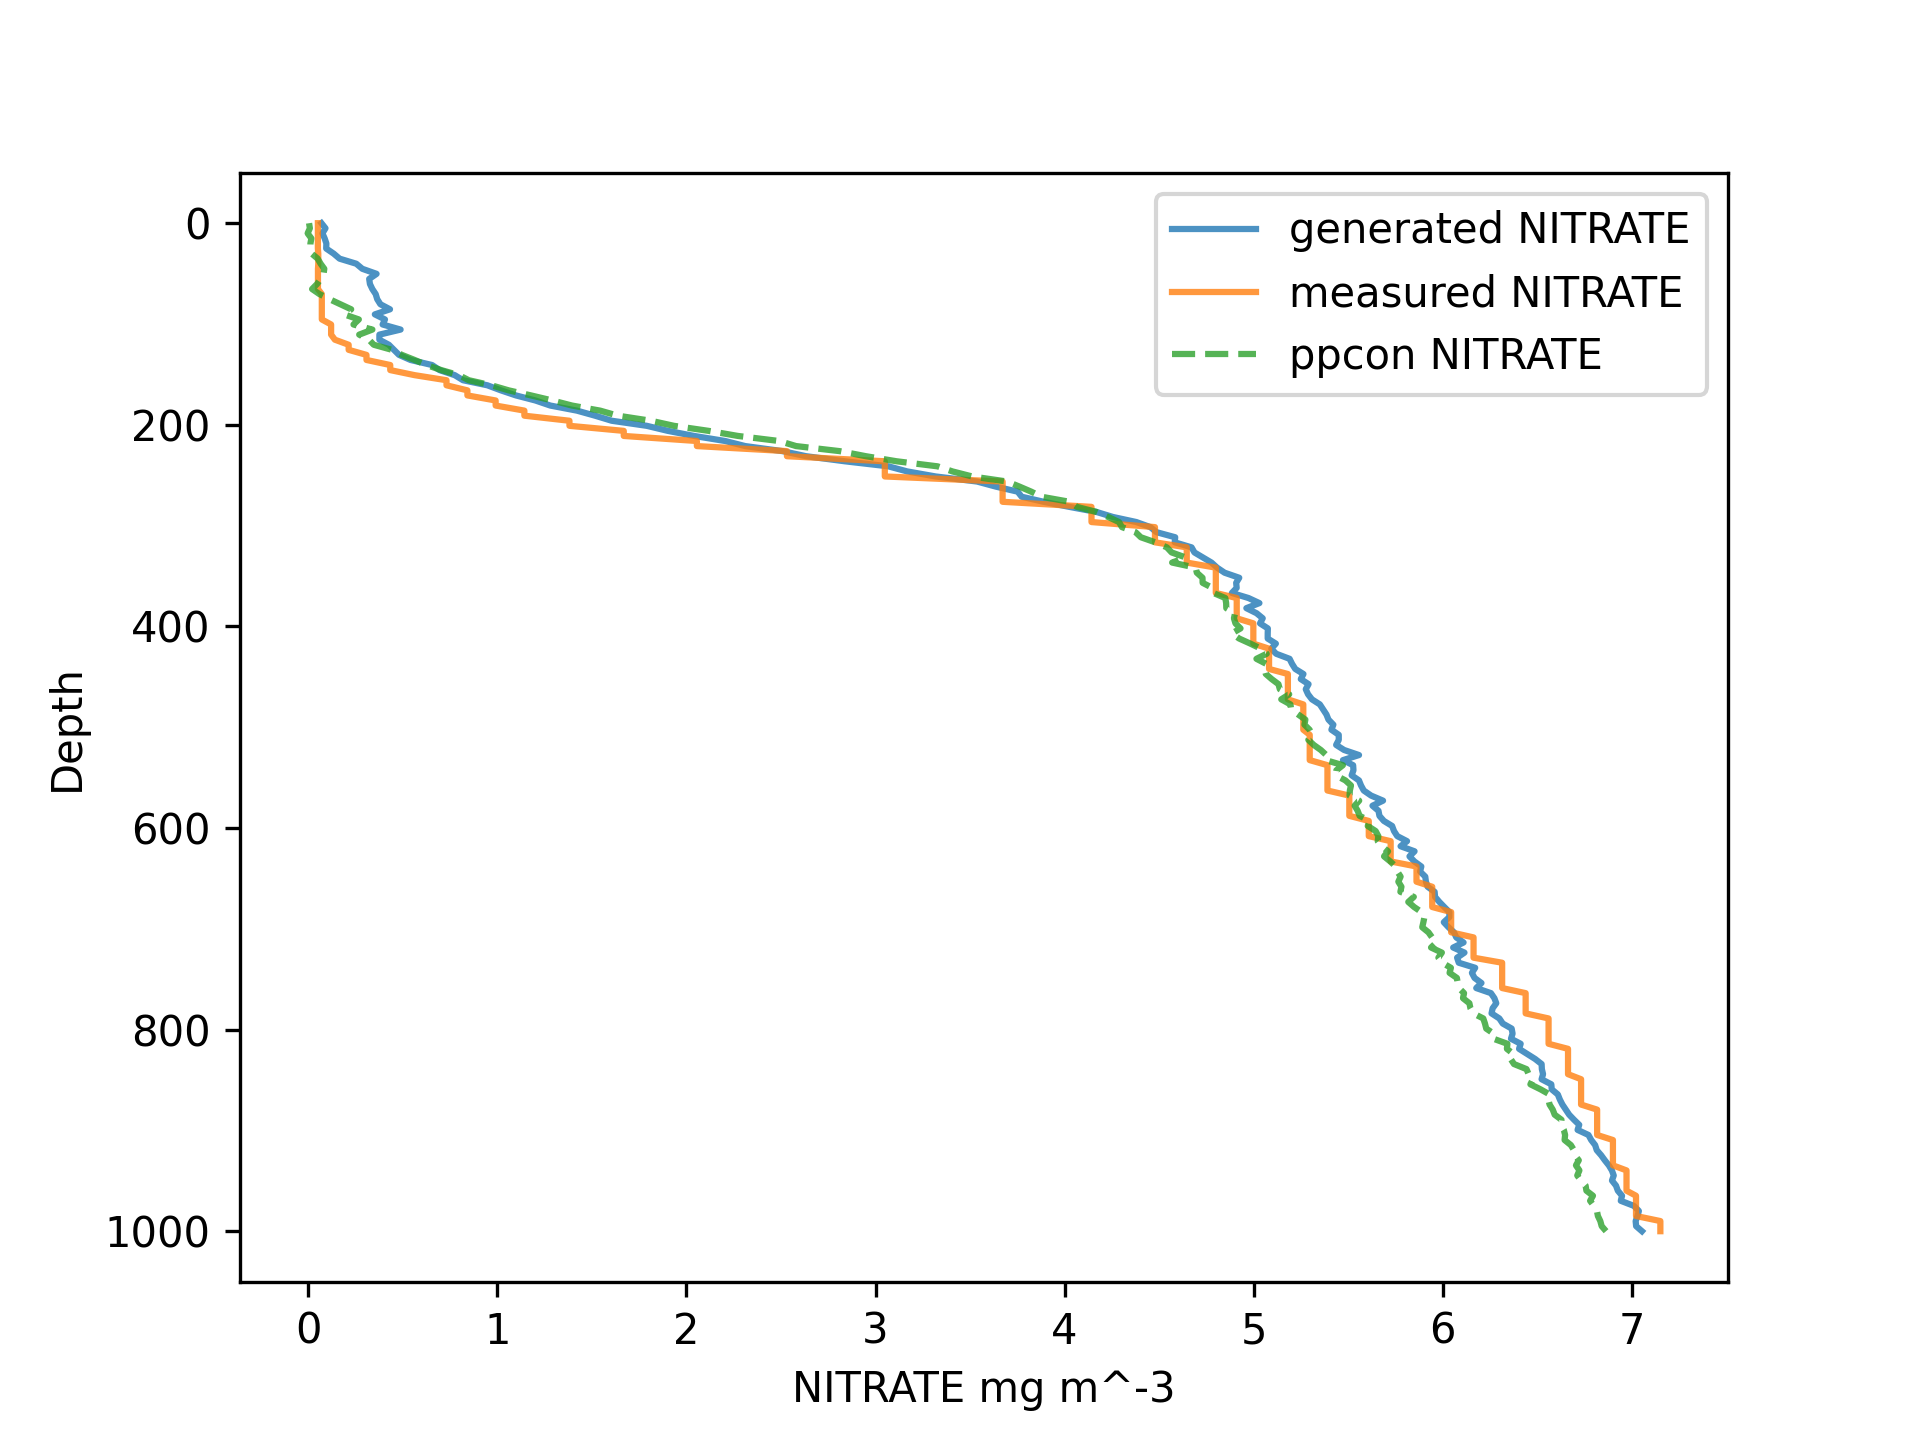 generated NITRATE
measured NITRATE
ppcon NITRATE
0
200
400
600
800
1000
Depth
0 1 2 3 4 5 6 7
NITRATE mg m^-3